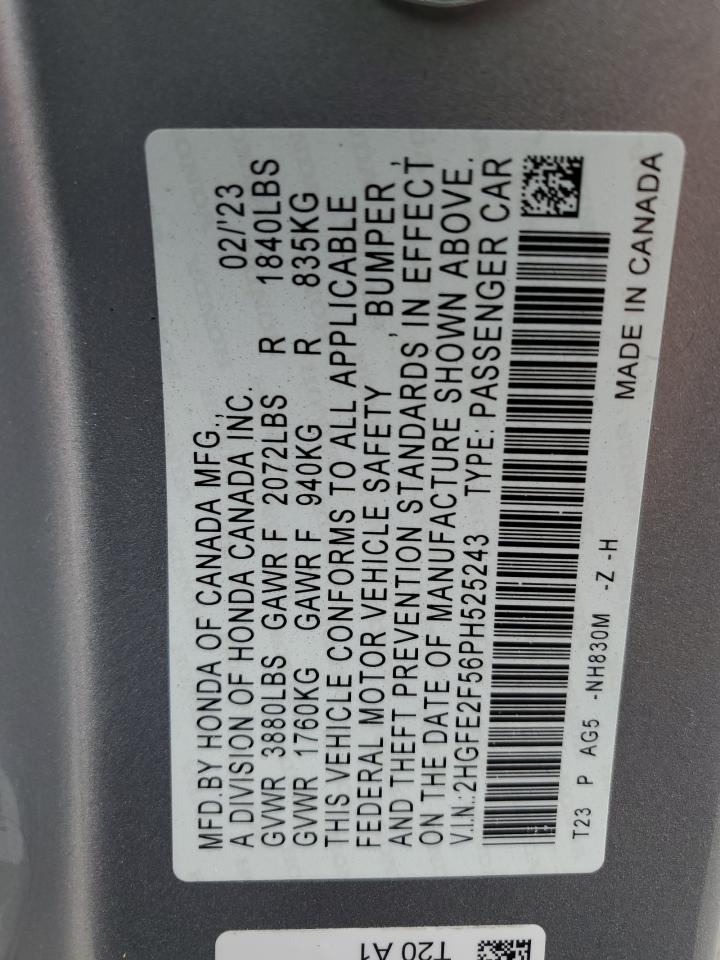 MFD.BY HONDA OF CANADA MFG.,
A DIVISION OF HONDA CANADA INC. 02/'23
GVWR 3880LBS GAWR F 2072LBS R 1840LBS
GVWR 1760KG GAWR F 940KG R 835KG
THIS VEHICLE CONFORMS TO ALL APPLICABLE
FEDERAL MOTOR VEHICLE SAFETY , BUMPER ,
AND THEFT PREVENTION STANDARDS IN EFFECT
ON THE DATE OF MANUFACTURE SHOWN ABOVE.
V.I.N.:2HGFE2F56PH525243 TYPE: PASSENGER CAR
T23 P AG5 -NH830M -Z -H
MADE IN CANADA
T20 A1